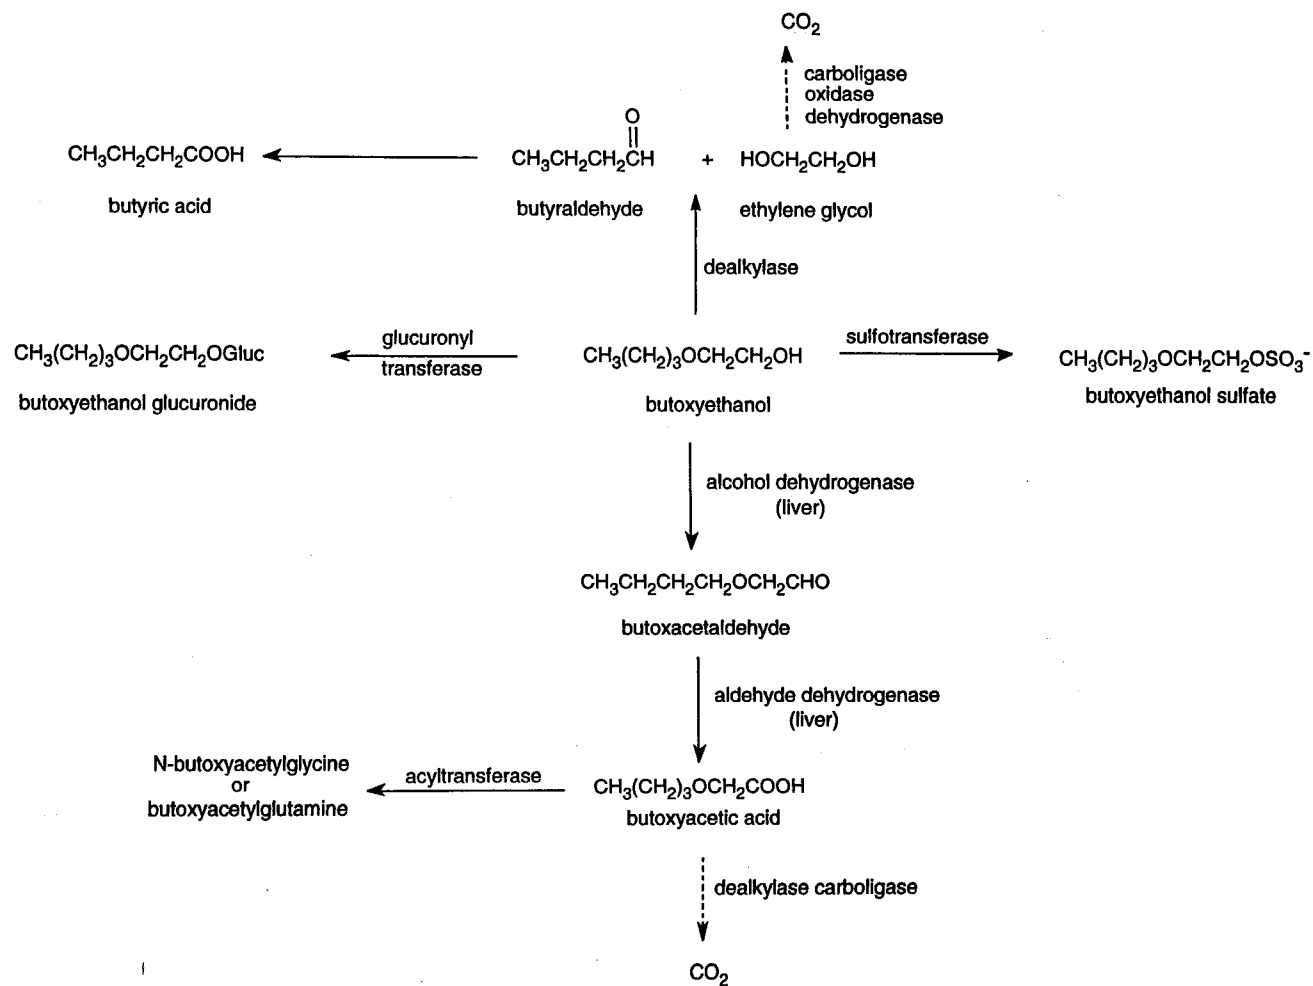 CO₂
carboligase
oxidase
dehydrogenase
O
CH₃CH₂CH₂COOH
CH₃CH₂CH₂CH + HOCH₂CH₂OH
butyric acid
butyraldehyde
ethylene glycol
dealkylase
CH₃(CH₂)₃OCH₂CH₂OGluc
glucuronyl
transferase
CH₃(CH₂)₃OCH₂CH₂OH
sulfotransferase
CH₃(CH₂)₃OCH₂CH₂OSO₃⁻
butoxyethanol glucuronide
butoxyethanol
butoxyethanol sulfate
alcohol dehydrogenase
(liver)
CH₃CH₂CH₂CH₂OCH₂CHO
butoxacetaldehyde
aldehyde dehydrogenase
(liver)
N-butoxyacetylglycine
or
butoxyacetylglutamine
acyltransferase
CH₃(CH₂)₃OCH₂COOH
butoxyacetic acid
dealkylase carboligase
CO₂